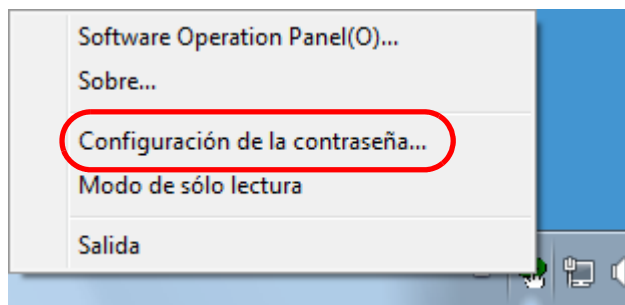 Software Operation Panel(O)...
Sobre...
Configuración de la contraseña...
Modo de sólo lectura
Salida